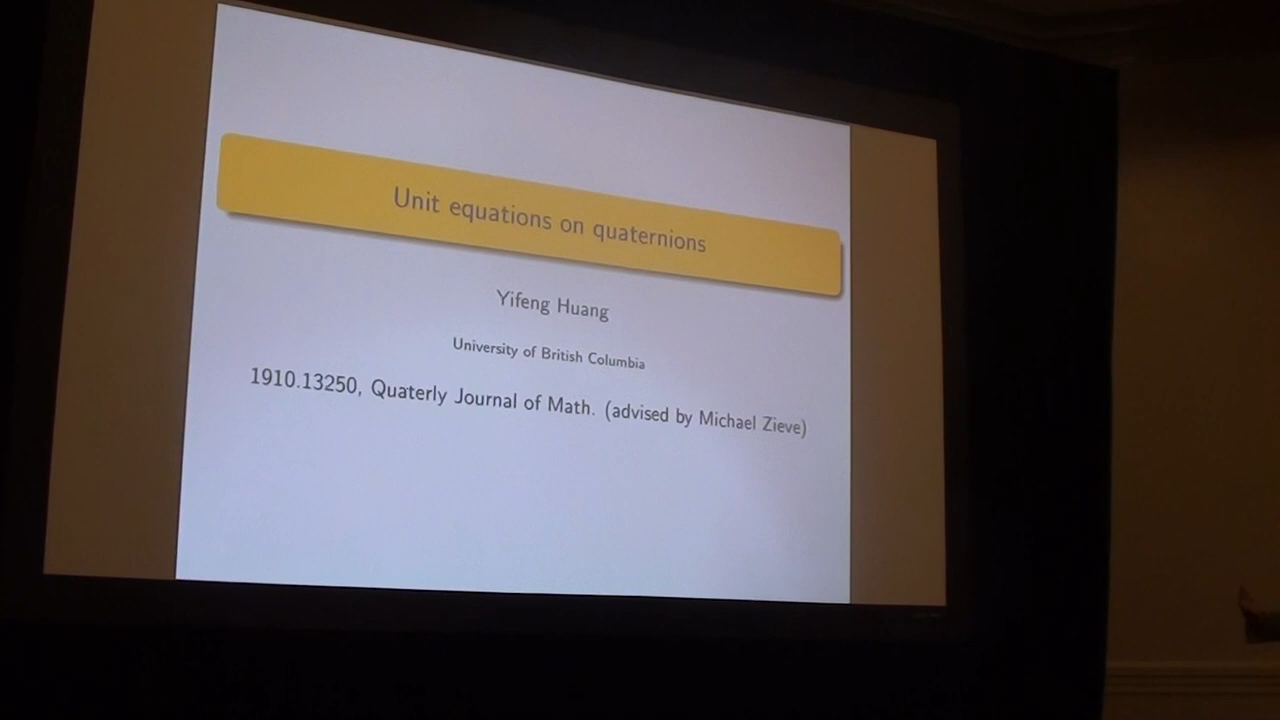 Unit equations on quaternions
Yifeng Huang
University of British Columbia
1910.13250, Quaterly Journal of Math. (advised by Michael Zieve)